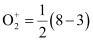 O₂⁺ = 1/2 (8 – 3)